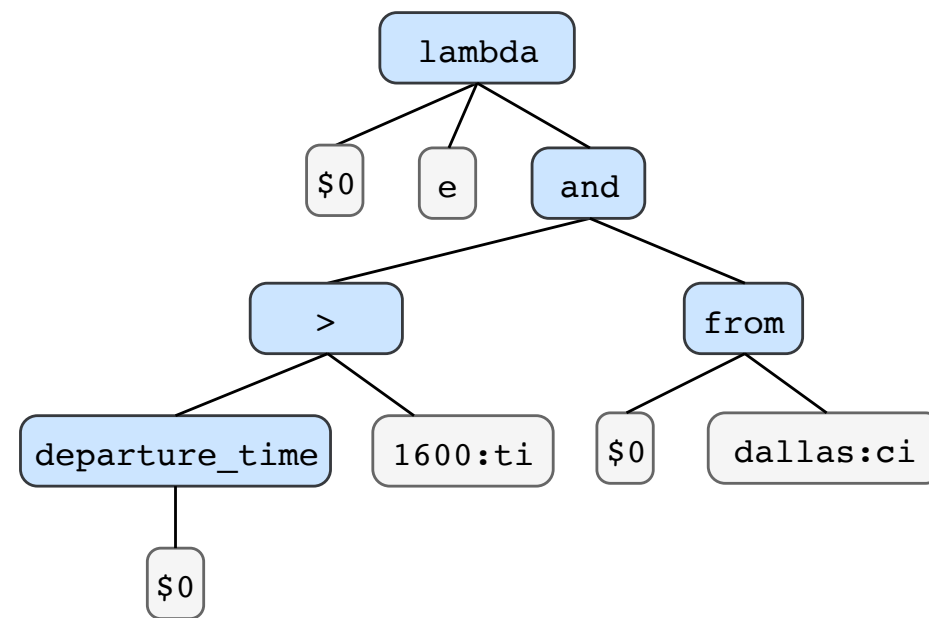 lambda
$0 e and
> from
departure_time 1600:ti $0 dallas:ci
$0